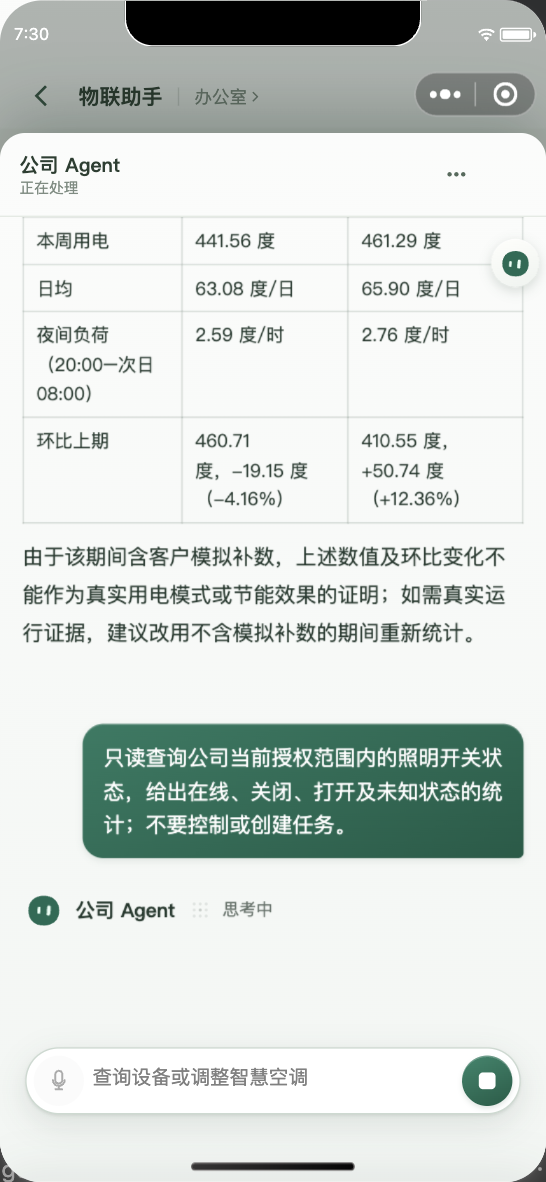 7:30
物联助手 办公室 >
公司 Agent
正在处理
本周用电 441.56 度 461.29 度
日均 63.08 度/日 65.90 度/日
夜间负荷 2.59 度/时 2.76 度/时
（20:00—次日
08:00）
环比上期 460.71 410.55 度，
度，−19.15 度 +50.74 度
（−4.16%） （+12.36%）
由于该期间含客户模拟补数，上述数值及环比变化不
能作为真实用电模式或节能效果的证明；如需真实运
行证据，建议改用不含模拟补数的期间重新统计。
只读查询公司当前授权范围内的照明开关状
态，给出在线、关闭、打开及未知状态的统
计；不要控制或创建任务。
公司 Agent 思考中
查询设备或调整智慧空调